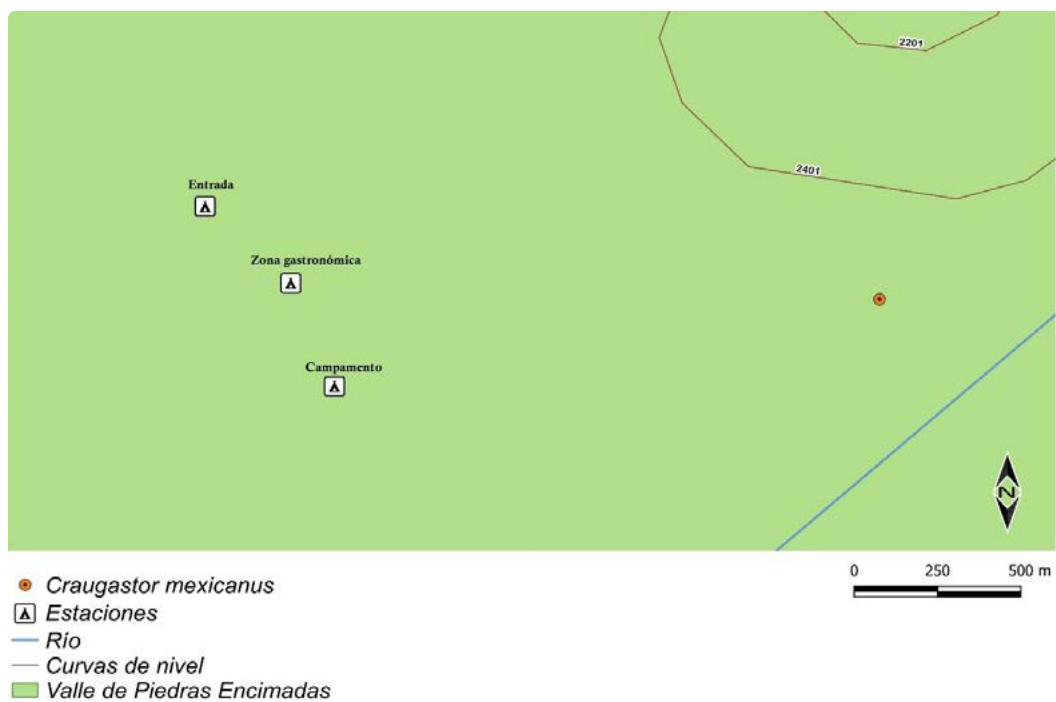 2201
2401
Entrada
Zona gastronómica
Campamento
N
0 250 500 m
Craugastor mexicanus
Estaciones
Río
Curvas de nivel
Valle de Piedras Encimadas